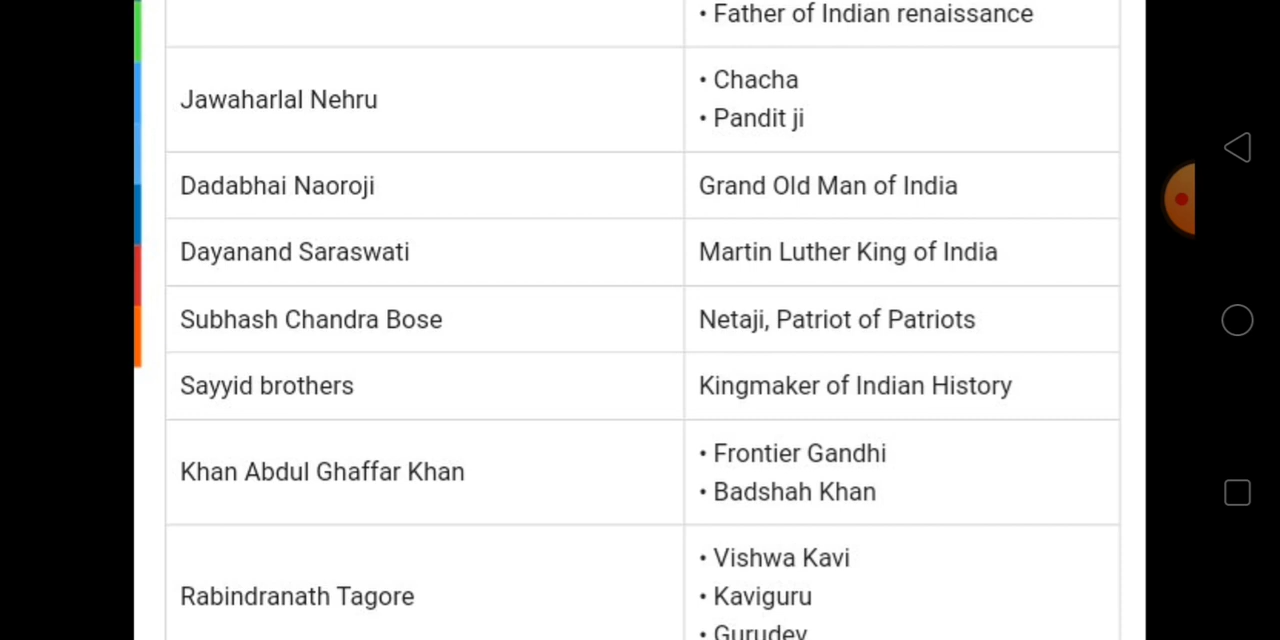 • Father of Indian renaissance
Jawaharlal Nehru
• Chacha
• Pandit ji
Dadabhai Naoroji
Grand Old Man of India
Dayanand Saraswati
Martin Luther King of India
Subhash Chandra Bose
Netaji, Patriot of Patriots
Sayyid brothers
Kingmaker of Indian History
Khan Abdul Ghaffar Khan
• Frontier Gandhi
• Badshah Khan
Rabindranath Tagore
• Vishwa Kavi
• Kaviguru
• Gurudev